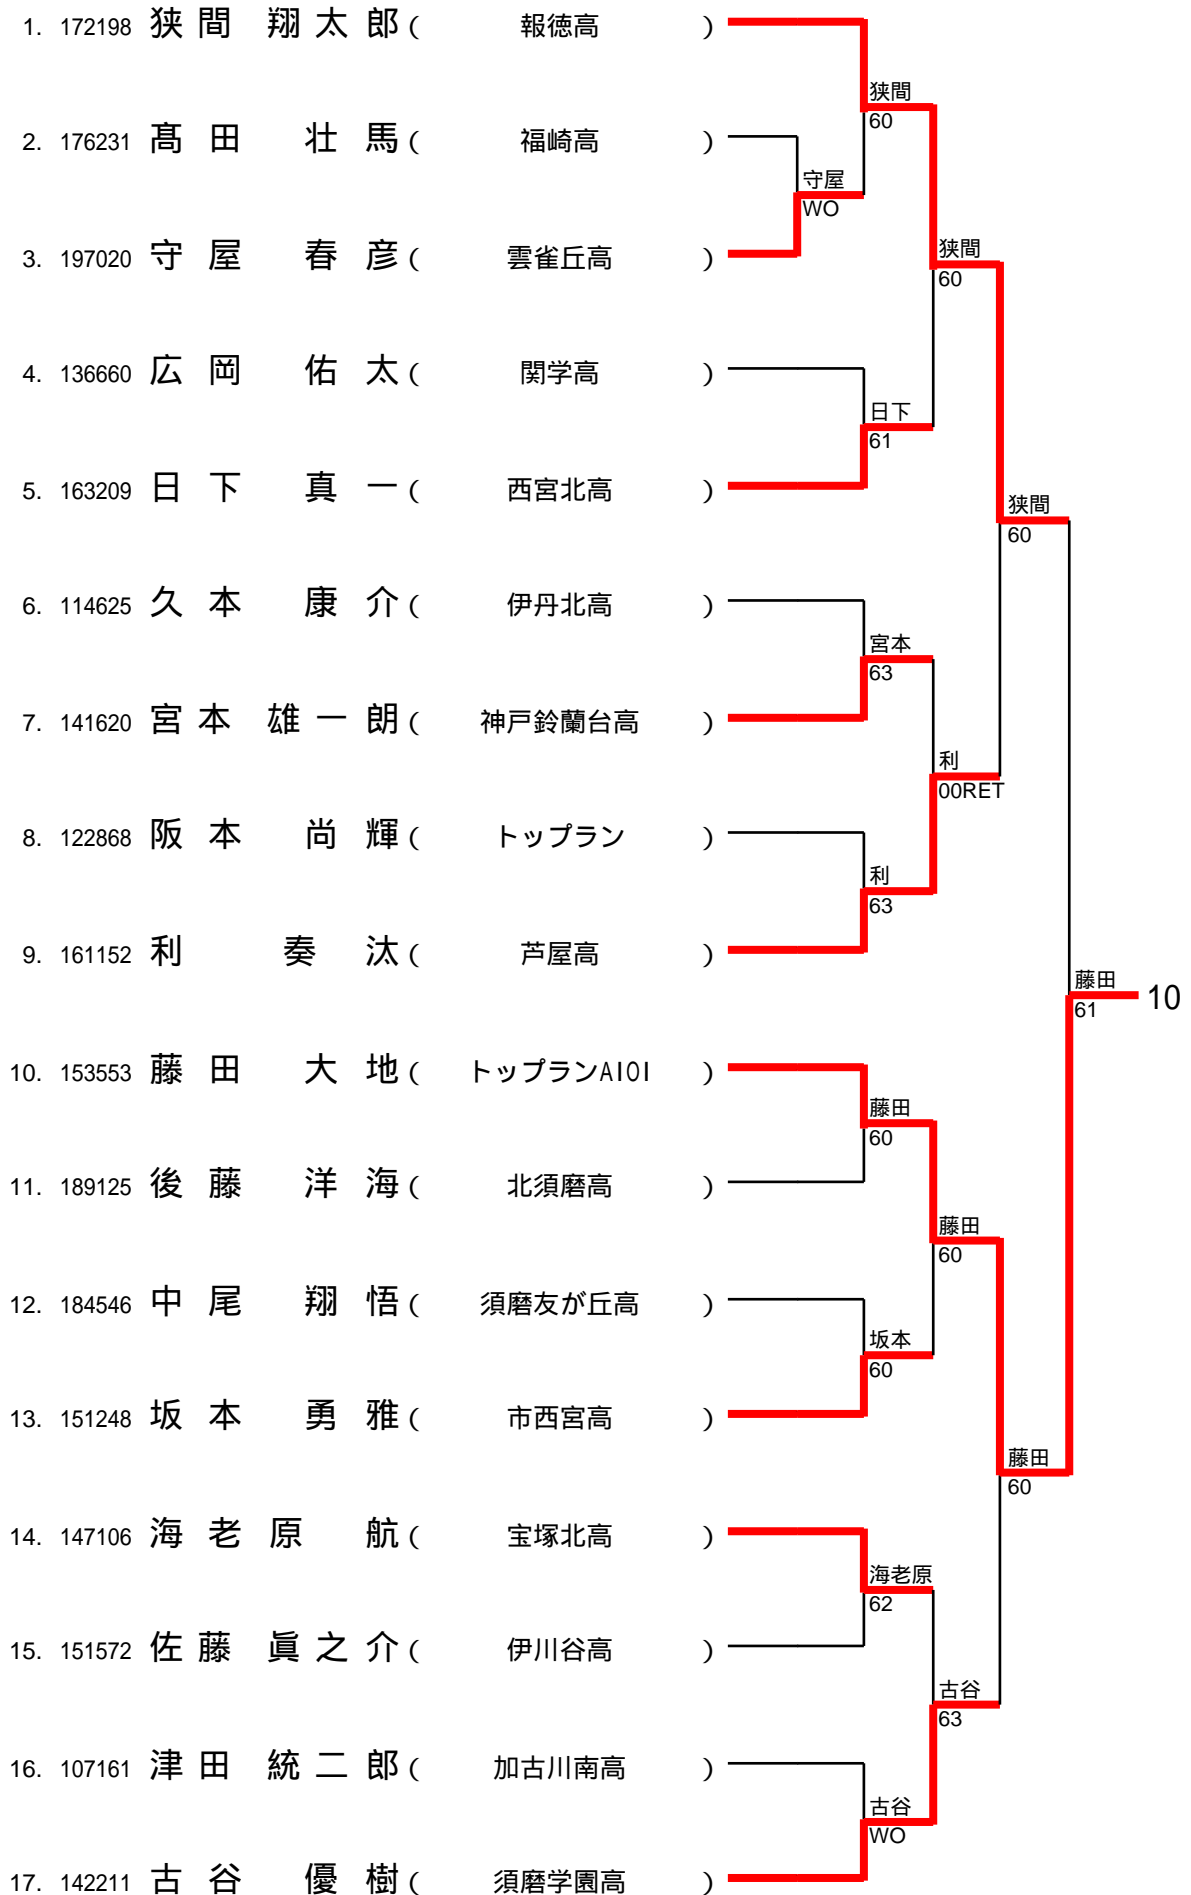 1. 172198 狭間 翔太郎 ( 報徳高 )
狭間
60
2. 176231 髙田 壮馬 ( 福崎高 )
守屋
WO
3. 197020 守屋 春彦 ( 雲雀丘高 )
狭間
60
4. 136660 広岡 佑太 ( 関学高 )
日下
61
5. 163209 日下 真一 ( 西宮北高 )
狭間
60
6. 114625 久本 康介 ( 伊丹北高 )
宮本
63
7. 141620 宮本 雄一朗 ( 神戸鈴蘭台高 )
利
00RET
8. 122868 阪本 尚輝 ( トップラン )
利
63
9. 161152 利 奏汰 ( 芦屋高 )
藤田
61
10
10. 153553 藤田 大地 ( トップランAIOI )
藤田
60
11. 189125 後藤 洋海 ( 北須磨高 )
藤田
60
12. 184546 中尾 翔悟 ( 須磨友が丘高 )
坂本
60
13. 151248 坂本 勇雅 ( 市西宮高 )
藤田
60
14. 147106 海老原 航 ( 宝塚北高 )
海老原
62
15. 151572 佐藤 眞之介 ( 伊川谷高 )
古谷
63
16. 107161 津田 統二郎 ( 加古川南高 )
古谷
WO
17. 142211 古谷 優樹 ( 須磨学園高 )